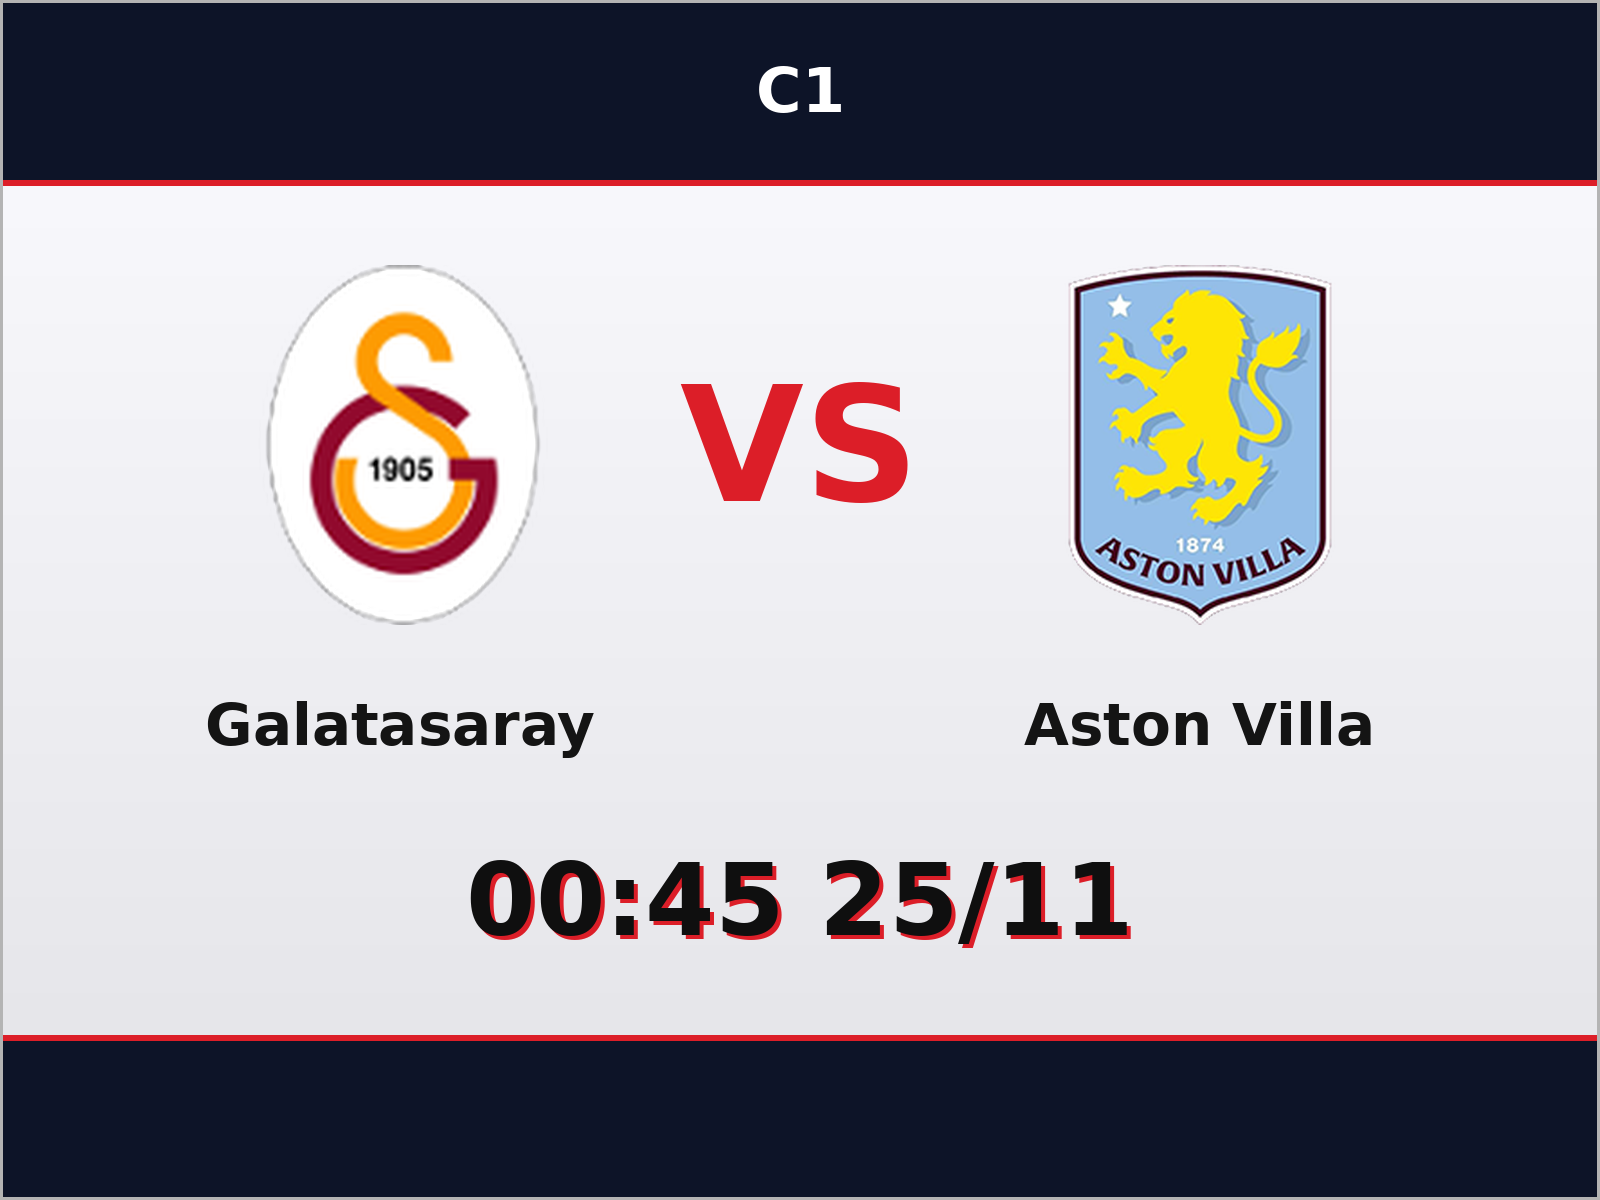 C1
1905
VS
1874
ASTON VILLA
Galatasaray
Aston Villa
00:45 25/11